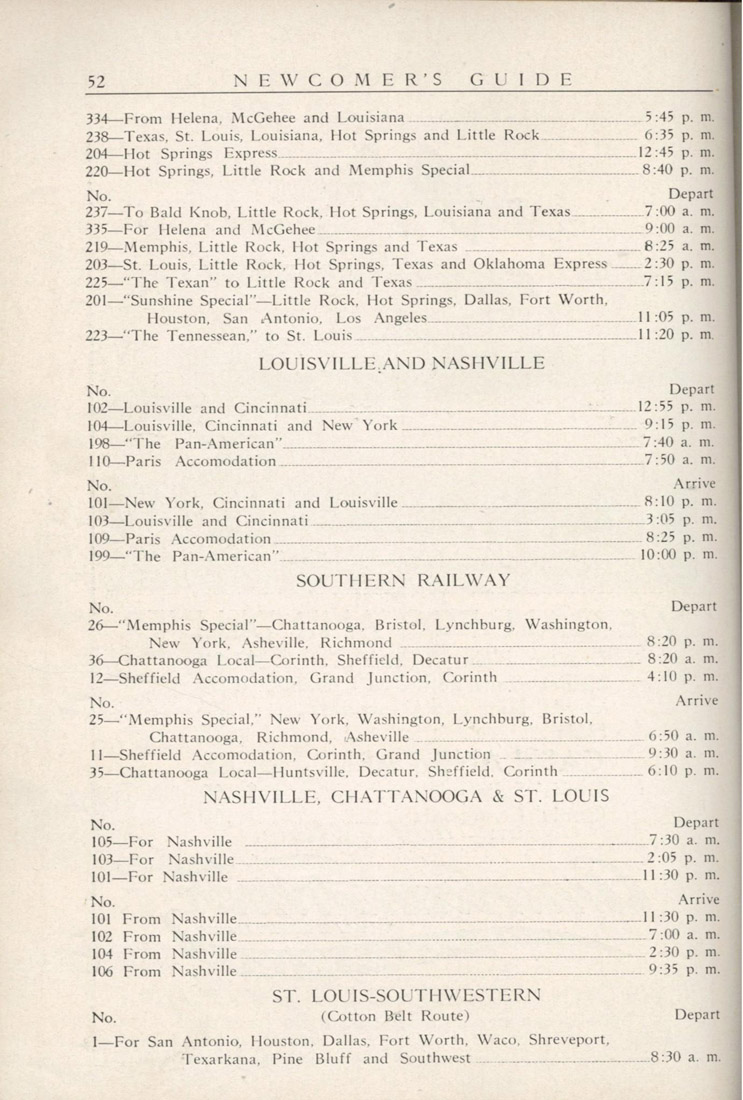 52 NEWCOMER'S GUIDE
334—From Helena, McGehee and Louisiana 5:45 p. m.
238—Texas, St. Louis, Louisiana, Hot Springs and Little Rock 6:35 p. m.
204—Hot Springs Express 12:45 p. m.
220—Hot Springs, Little Rock and Memphis Special 8:40 p. m.
No. Depart
237—To Bald Knob, Little Rock, Hot Springs, Louisiana and Texas 7:00 a. m.
335—For Helena and McGehee 9:00 a. m.
219—Memphis, Little Rock, Hot Springs and Texas 8:25 a. m.
203—St. Louis, Little Rock, Hot Springs, Texas and Oklahoma Express 2:30 p. m.
225—"The Texan" to Little Rock and Texas 7:15 p. m.
201—"Sunshine Special"—Little Rock, Hot Springs, Dallas, Fort Worth,
Houston, San Antonio, Los Angeles 11:05 p. m.
223—"The Tennessean," to St. Louis 11:20 p. m.
LOUISVILLE AND NASHVILLE
No. Depart
102—Louisville and Cincinnati 12:55 p. m.
104—Louisville, Cincinnati and New York 9:15 p. m.
198—"The Pan-American" 7:40 a. m.
110—Paris Accomodation 7:50 a. m.
No. Arrive
101—New York, Cincinnati and Louisville 8:10 p. m.
103—Louisville and Cincinnati 3:05 p. m.
109—Paris Accomodation 8:25 p. m.
199—"The Pan-American" 10:00 p. m.
SOUTHERN RAILWAY
No. Depart
26—"Memphis Special"—Chattanooga, Bristol, Lynchburg, Washington,
New York, Asheville, Richmond 8:20 p. m.
36—Chattanooga Local—Corinth, Sheffield, Decatur 8:20 a. m.
12—Sheffield Accomodation, Grand Junction, Corinth 4:10 p. m.
No. Arrive
25—"Memphis Special," New York, Washington, Lynchburg, Bristol,
Chattanooga, Richmond, Asheville 6:50 a. m.
11—Sheffield Accomodation, Corinth, Grand Junction 9:30 a. m.
35—Chattanooga Local—Huntsville, Decatur, Sheffield, Corinth 6:10 p. m.
NASHVILLE, CHATTANOOGA & ST. LOUIS
No. Depart
105—For Nashville 7:30 a. m.
103—For Nashville 2:05 p. m.
101—For Nashville 11:30 p. m.
No. Arrive
101 From Nashville 11:30 p. m.
102 From Nashville 7:00 a. m.
104 From Nashville 2:30 p. m.
106 From Nashville 9:35 p. m.
ST. LOUIS-SOUTHWESTERN
No. (Cotton Belt Route) Depart
1—For San Antonio, Houston, Dallas, Fort Worth, Waco, Shreveport,
Texarkana, Pine Bluff and Southwest 8:30 a. m.